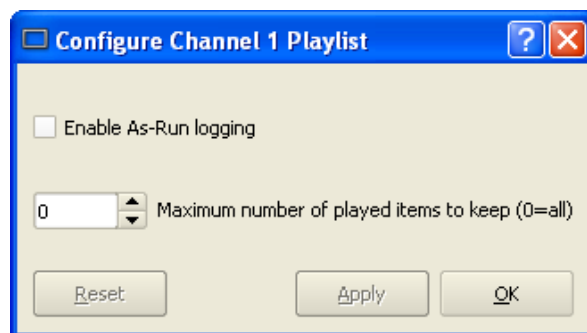 Configure Channel 1 Playlist
Enable As-Run logging
0 Maximum number of played items to keep (0=all)
Reset Apply OK